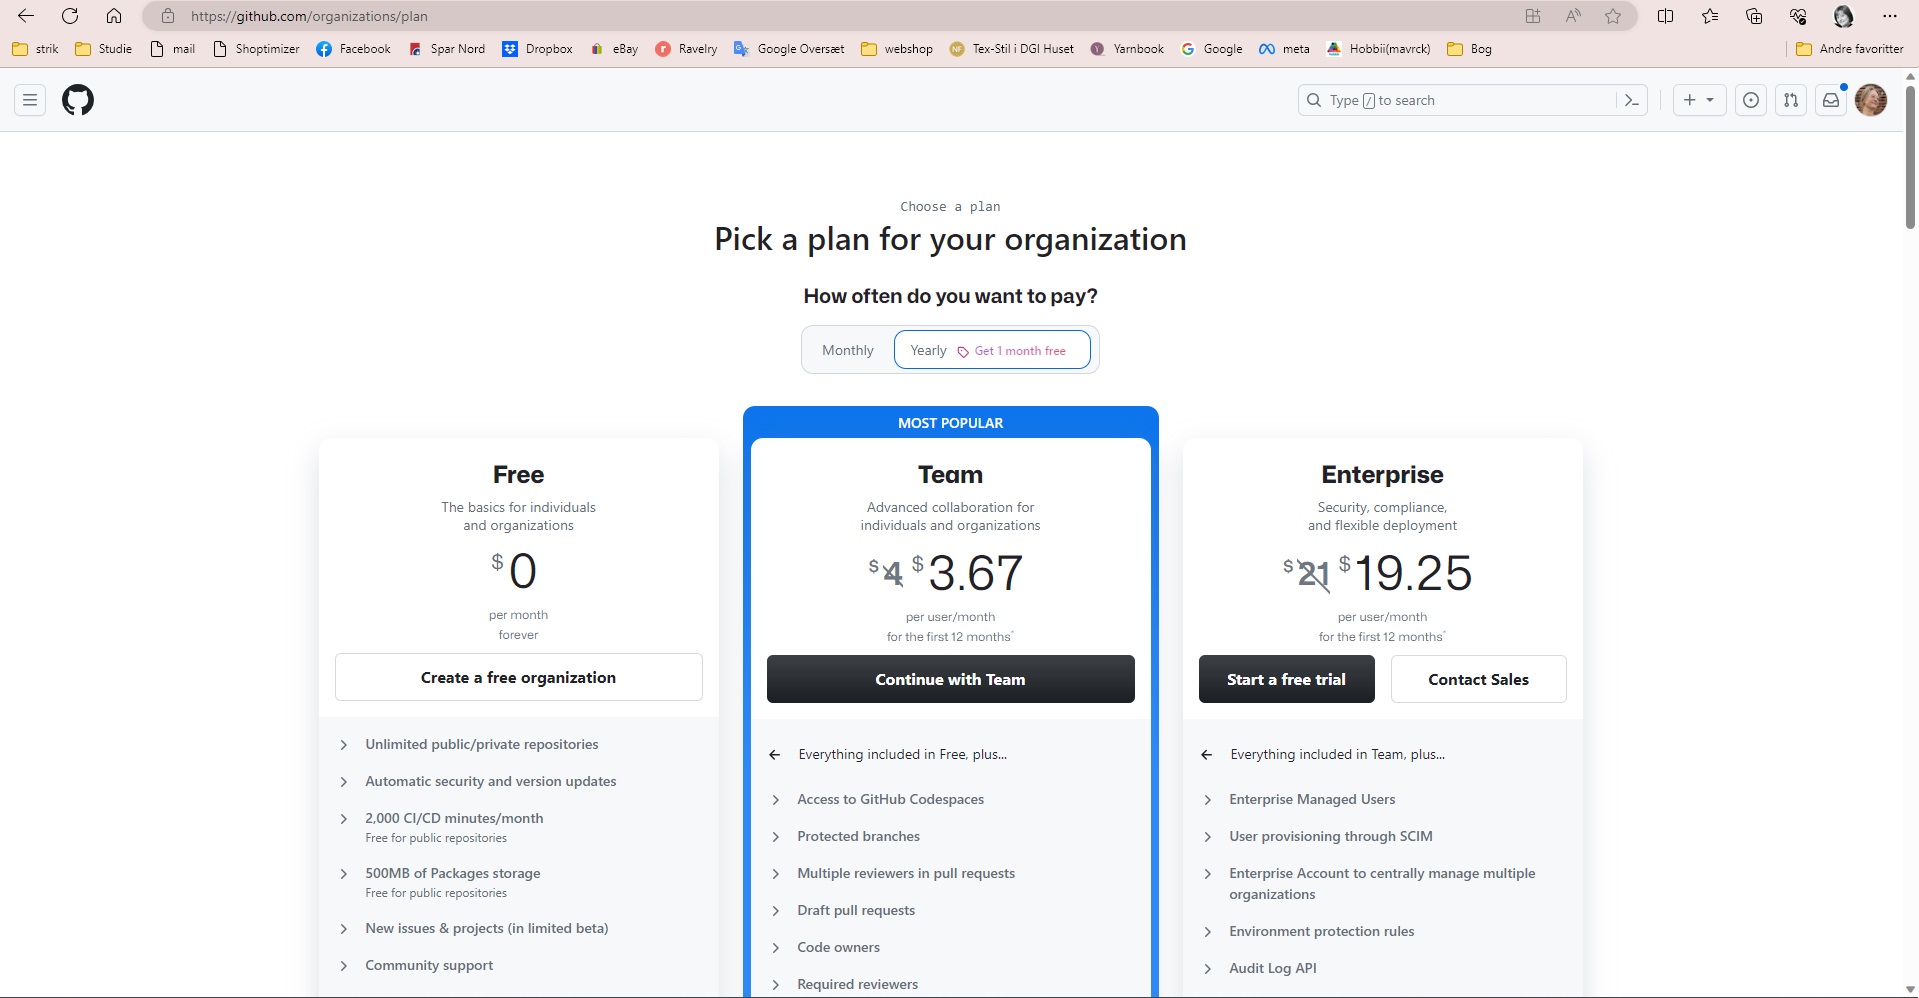 https://github.com/organizations/plan
strik
Studie
mail
Shoptimizer
Facebook
Spar Nord
Dropbox
eBay
Ravelry
Google Oversæt
webshop
Tex-Stil i DGI Huset
Yarnbook
Google
meta
Hobbii(mavrck)
Bog
Andre favoritter
Type / to search
Choose a plan
Pick a plan for your organization
How often do you want to pay?
Monthly
Yearly Get 1 month free
MOST POPULAR
Free
The basics for individuals
and organizations
$0
per month
forever
Create a free organization
Unlimited public/private repositories
Automatic security and version updates
2,000 CI/CD minutes/month
Free for public repositories
500MB of Packages storage
Free for public repositories
New issues & projects (in limited beta)
Community support
Team
Advanced collaboration for
individuals and organizations
$4 $3.67
per user/month
for the first 12 months*
Continue with Team
Everything included in Free, plus...
Access to GitHub Codespaces
Protected branches
Multiple reviewers in pull requests
Draft pull requests
Code owners
Required reviewers
Enterprise
Security, compliance,
and flexible deployment
$21 $19.25
per user/month
for the first 12 months*
Start a free trial
Contact Sales
Everything included in Team, plus...
Enterprise Managed Users
User provisioning through SCIM
Enterprise Account to centrally manage multiple
organizations
Environment protection rules
Audit Log API